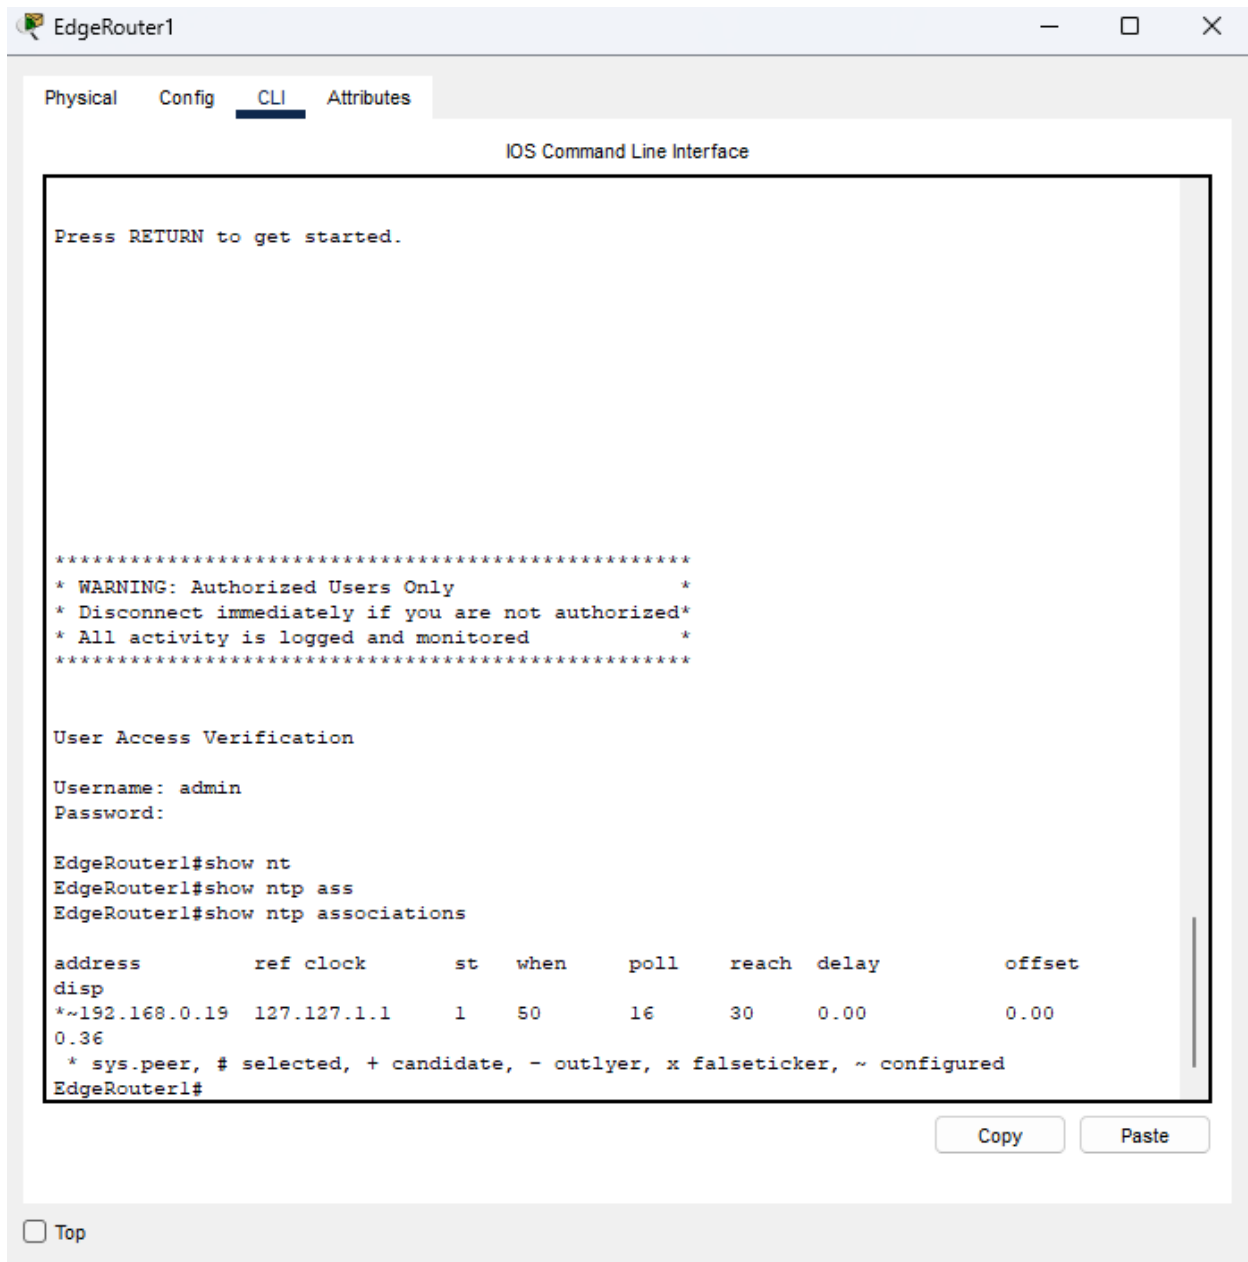 EdgeRouter1
Physical Config CLI Attributes
IOS Command Line Interface
Press RETURN to get started.
***************************************************
* WARNING: Authorized Users Only                  *
* Disconnect immediately if you are not authorized*
* All activity is logged and monitored            *
***************************************************
User Access Verification
Username: admin
Password:
EdgeRouter1#show nt
EdgeRouter1#show ntp ass
EdgeRouter1#show ntp associations
address         ref clock       st   when     poll    reach  delay          offset
disp
*~192.168.0.19  127.127.1.1     1    50       16      30     0.00           0.00
0.36
 * sys.peer, # selected, + candidate, - outlyer, x falseticker, ~ configured
EdgeRouter1#
Copy Paste
Top